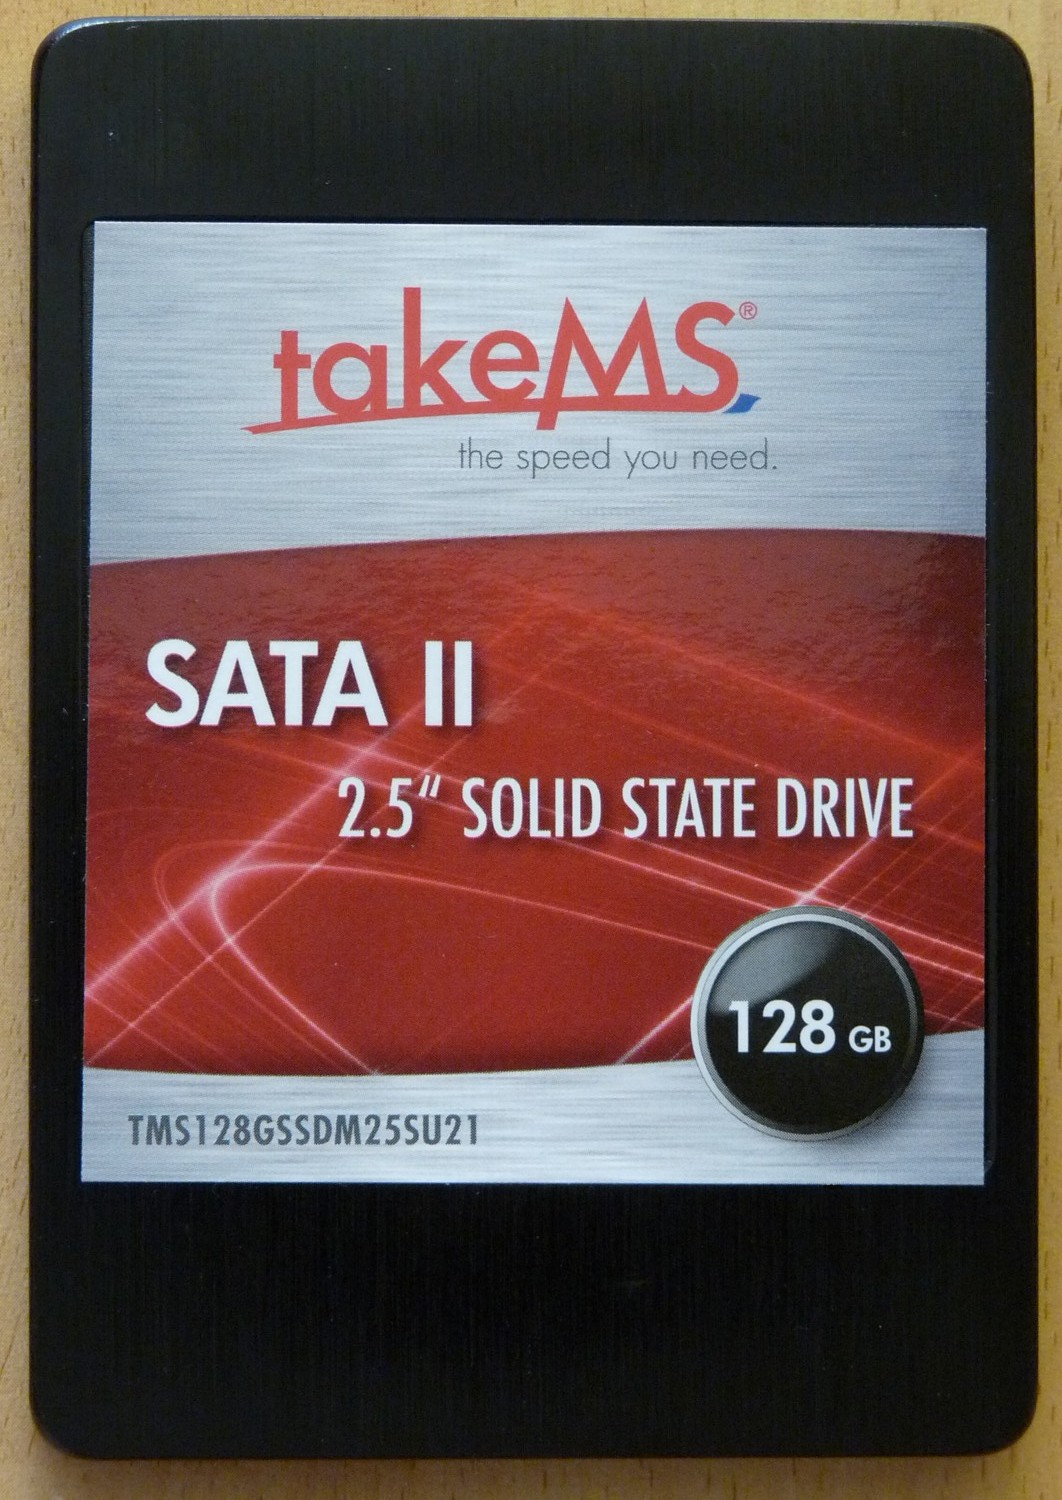 takeMS®
the speed you need.
SATA II
2.5" SOLID STATE DRIVE
128 GB
TMS128GSSDM25SU21